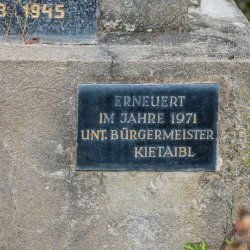 1945
ERNEUERT
IM JAHRE 1971
UNT. BÜRGERMEISTER
KIETAIBL